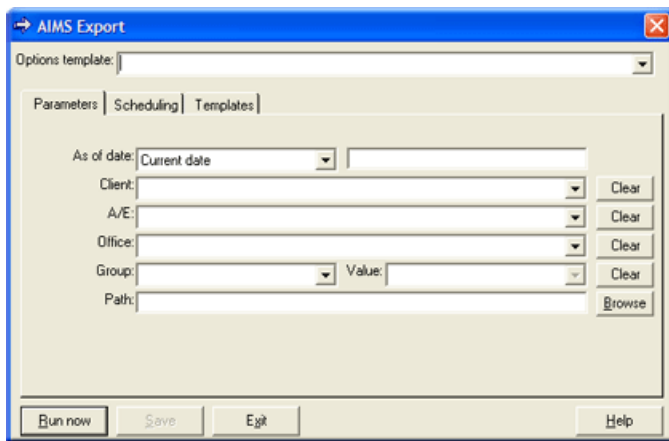 AIMS Export
Options template:
Parameters Scheduling Templates
As of date: Current date
Client: Clear
A/E: Clear
Office: Clear
Group: Value: Clear
Path: Browse
Run now Save Exit Help